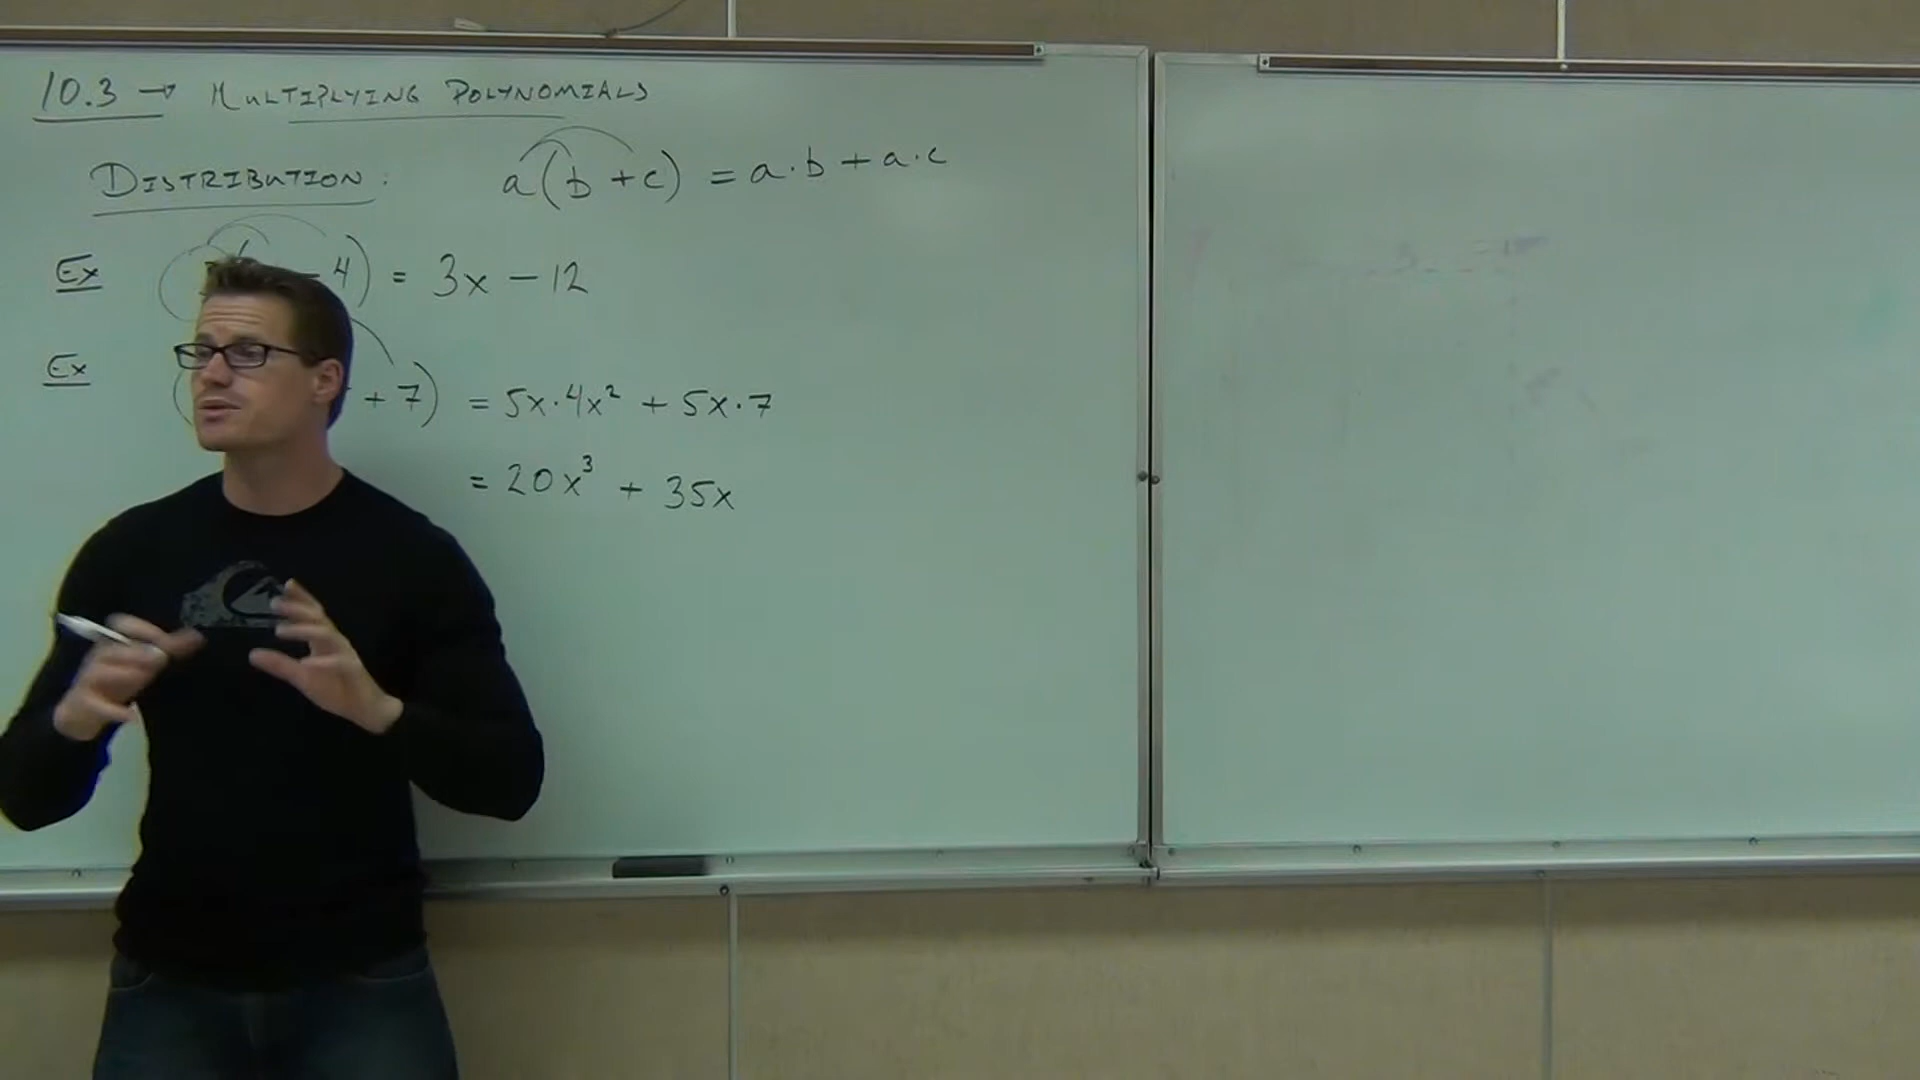 10.3 → MULTIPLYING POLYNOMIALS
DISTRIBUTION: a(b + c) = a·b + a·c
Ex - 4) = 3x - 12
Ex + 7) = 5x·4x² + 5x·7
= 20x³ + 35x